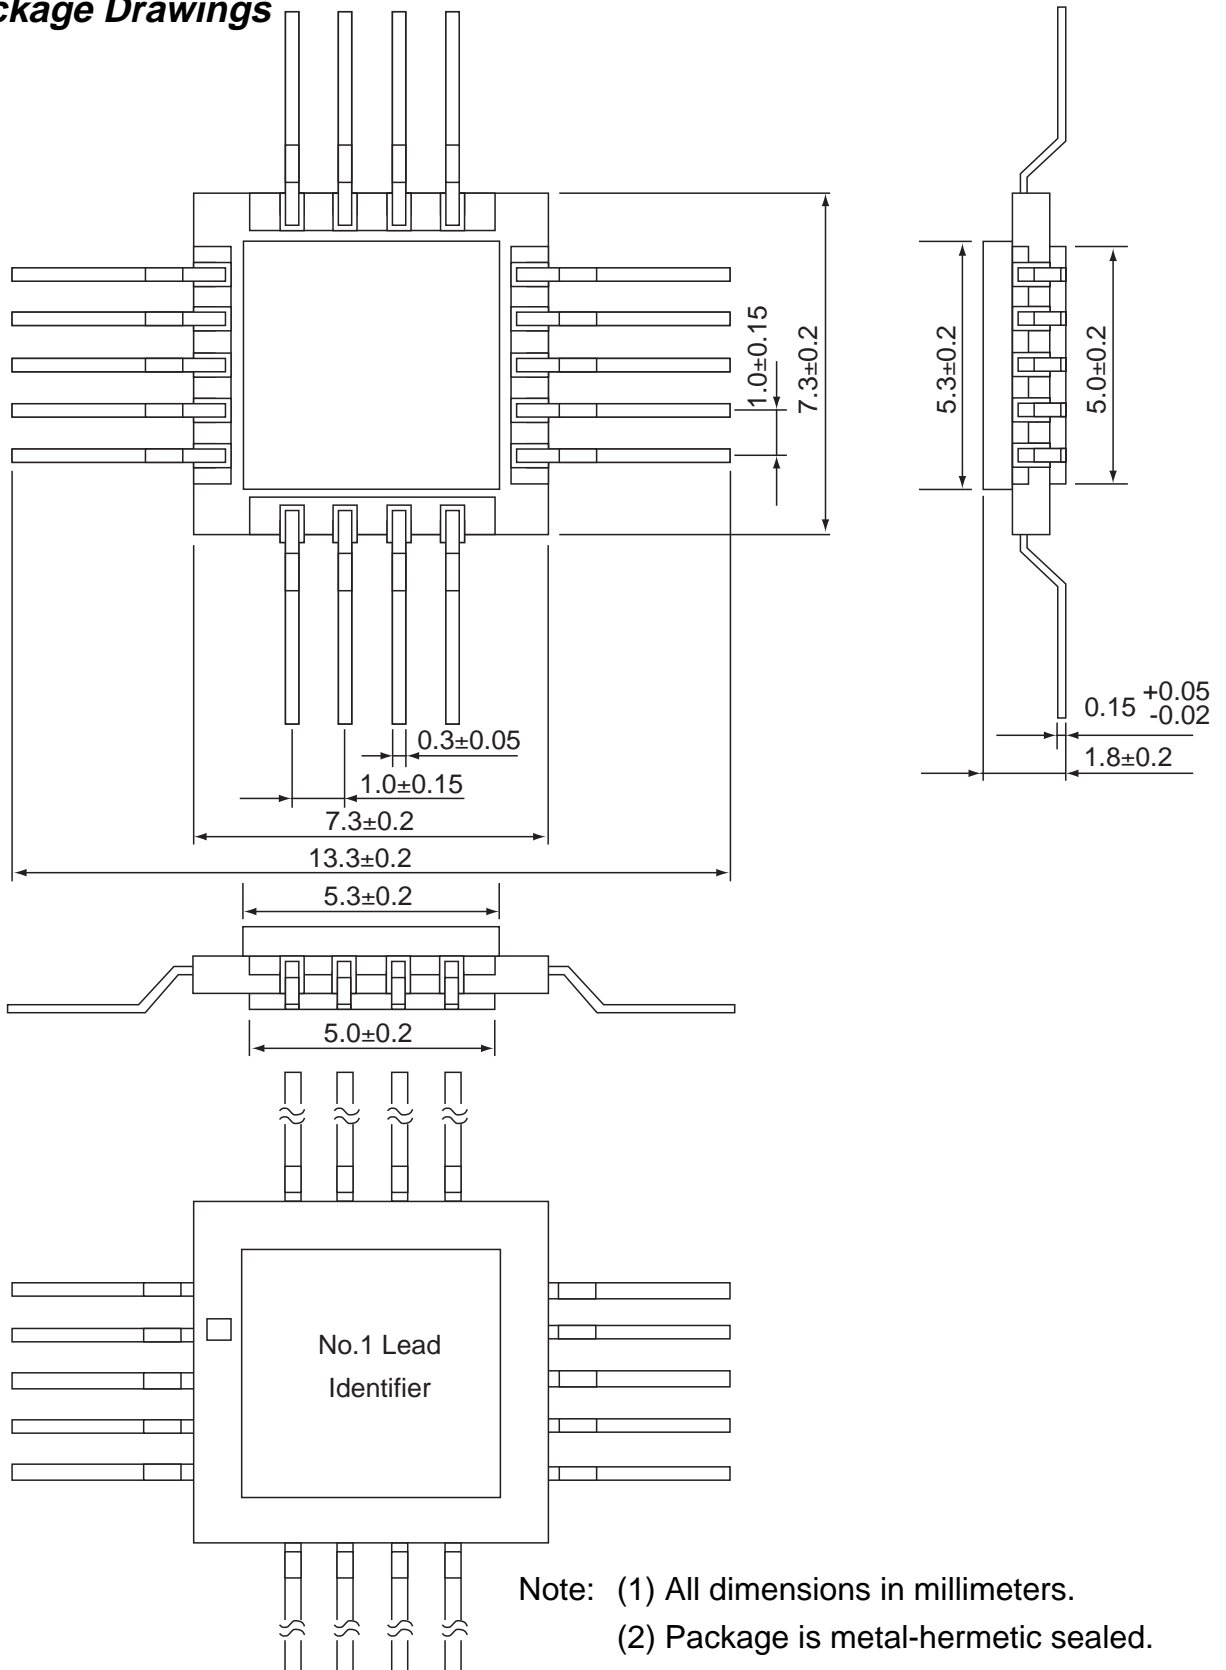 ckage Drawings
1.0±0.15
7.3±0.2
5.3±0.2
5.0±0.2
0.15 +0.05 -0.02
1.8±0.2
0.3±0.05
1.0±0.15
7.3±0.2
13.3±0.2
5.3±0.2
5.0±0.2
No.1 Lead
Identifier
Note: (1) All dimensions in millimeters.
(2) Package is metal-hermetic sealed.